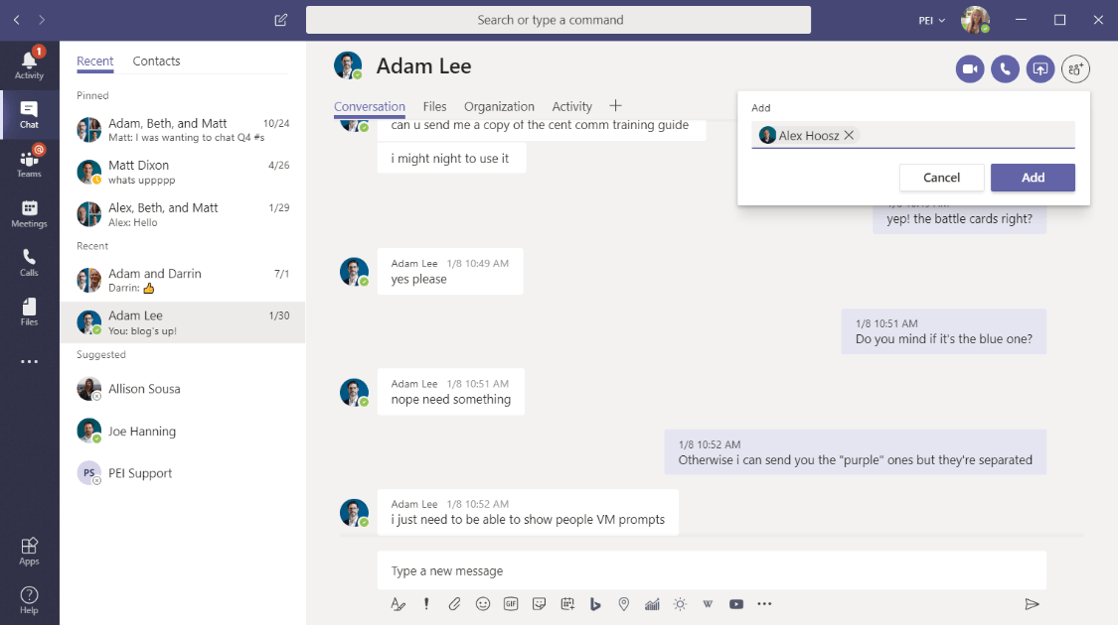 Search or type a command
PEI
1
Activity
Chat
@
Teams
Meetings
Calls
Files
Apps
Help
Recent
Contacts
Pinned
Adam, Beth, and Matt 10/24
Matt: I was wanting to chat Q4 #s
Matt Dixon 4/26
whats uppppp
Alex, Beth, and Matt 1/29
Alex: Hello
Recent
Adam and Darrin 7/1
Darrin: 👍
Adam Lee 1/30
You: blog's up!
Suggested
Allison Sousa
Joe Hanning
PS PEI Support
Adam Lee
Conversation Files Organization Activity
Add
Alex Hoosz
Cancel Add
can u send me a copy of the cent comm training guide
i might night to use it
yep! the battle cards right?
Adam Lee 1/8 10:49 AM
yes please
1/8 10:51 AM
Do you mind if it's the blue one?
Adam Lee 1/8 10:51 AM
nope need something
1/8 10:52 AM
Otherwise i can send you the "purple" ones but they're separated
Adam Lee 1/8 10:52 AM
i just need to be able to show people VM prompts
Type a new message
GIF
W